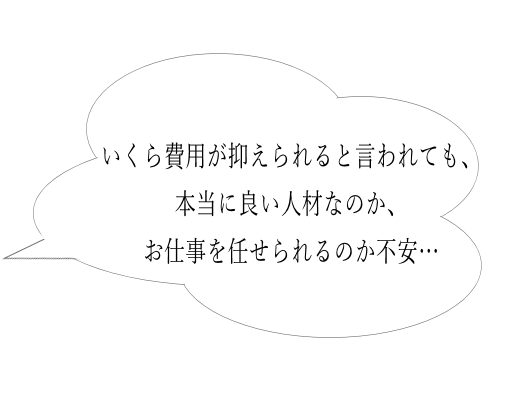 いくら費用が抑えられると言われても、
本当に良い人材なのか、
お仕事を任せられるのか不安…